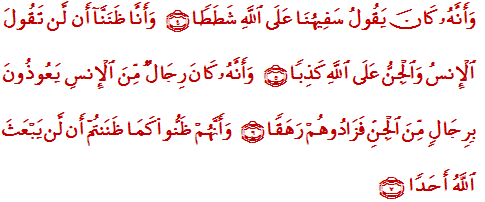 وَأَنَّهُۥ كَانَ يَقُولُ سَفِيهُنَا عَلَى ٱللَّهِ شَطَطًا ۝٤ وَأَنَّا ظَنَنَّآ أَن لَّن تَقُولَ
ٱلْإِنسُ وَٱلْجِنُّ عَلَى ٱللَّهِ كَذِبًا ۝٥ وَأَنَّهُۥ كَانَ رِجَالٌ مِّنَ ٱلْإِنسِ يَعُوذُونَ
بِرِجَالٍ مِّنَ ٱلْجِنِّ فَزَادُوهُمْ رَهَقًا ۝٦ وَأَنَّهُمْ ظَنُّوا۟ كَمَا ظَنَنتُمْ أَن لَّن يَبْعَثَ
ٱللَّهُ أَحَدًا ۝٧